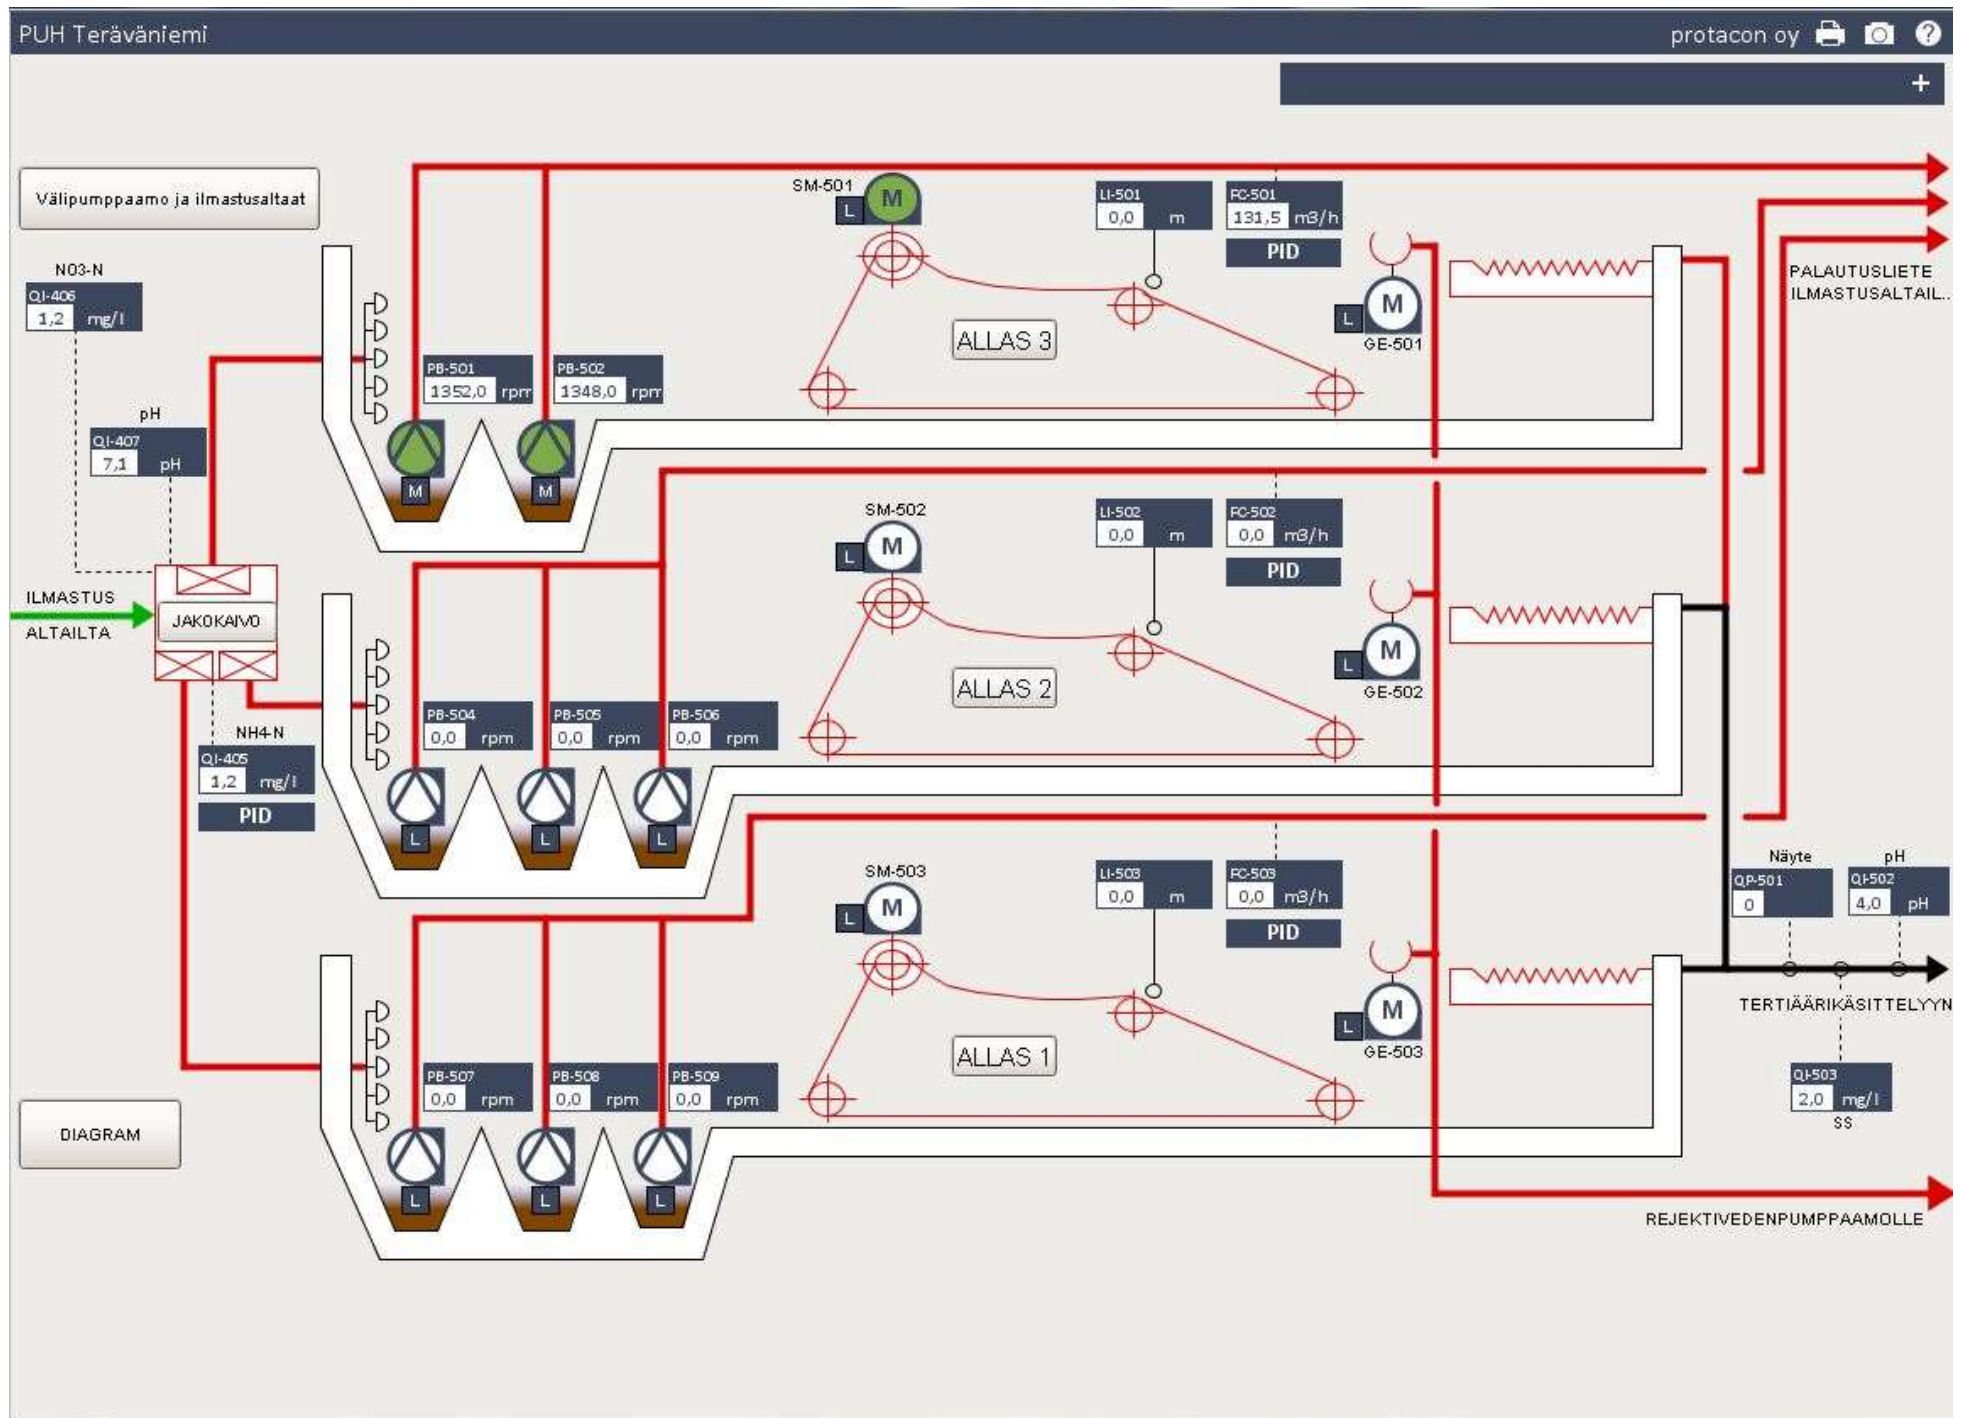 PUH Teräväniemi
protacon oy
?
+
Välipumppaamo ja ilmastusaltaat
NO3-N
QI-406
1,2 mg/l
pH
QI-407
7,1 pH
ILMASTUS
ALTAILTA
JAKOKAIVO
NH4-N
QI-405
1,2 mg/l
PID
DIAGRAM
PB-501
1352,0 rpm
M
PB-502
1348,0 rpm
M
SM-501
M
L
LI-501
0,0 m
FC-501
131,5 m3/h
PID
ALLAS 3
M
L
GE-501
PALAUTUSLIETE
ILMASTUSALTAIL..
PB-504
0,0 rpm
L
PB-505
0,0 rpm
L
PB-506
0,0 rpm
L
SM-502
M
L
LI-502
0,0 m
FC-502
0,0 m3/h
PID
ALLAS 2
M
L
GE-502
PB-507
0,0 rpm
L
PB-508
0,0 rpm
L
PB-509
0,0 rpm
L
SM-503
M
L
LI-503
0,0 m
FC-503
0,0 m3/h
PID
ALLAS 1
M
L
GE-503
Näyte
QP-501
0
pH
QI-502
4,0 pH
TERTIÄÄRIKÄSITTELYYN
QI-503
2,0 mg/l
SS
REJEKTIVEDENPUMPPAAMOLLE